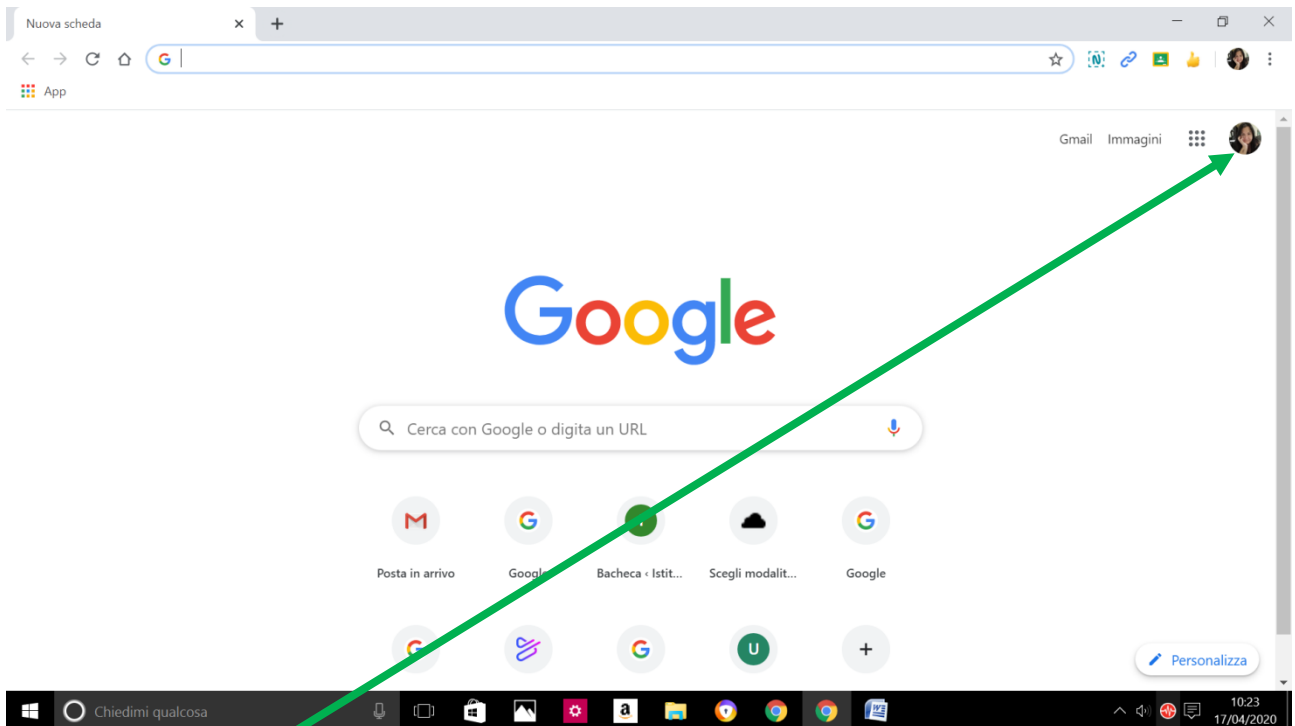 Nuova scheda
App
Gmail Immagini
Google
Cerca con Google o digita un URL
Posta in arrivo Google Bacheca ‹ Istit... Scegli modalit... Google
U
Personalizza
Chiedimi qualcosa
10:23
17/04/2020